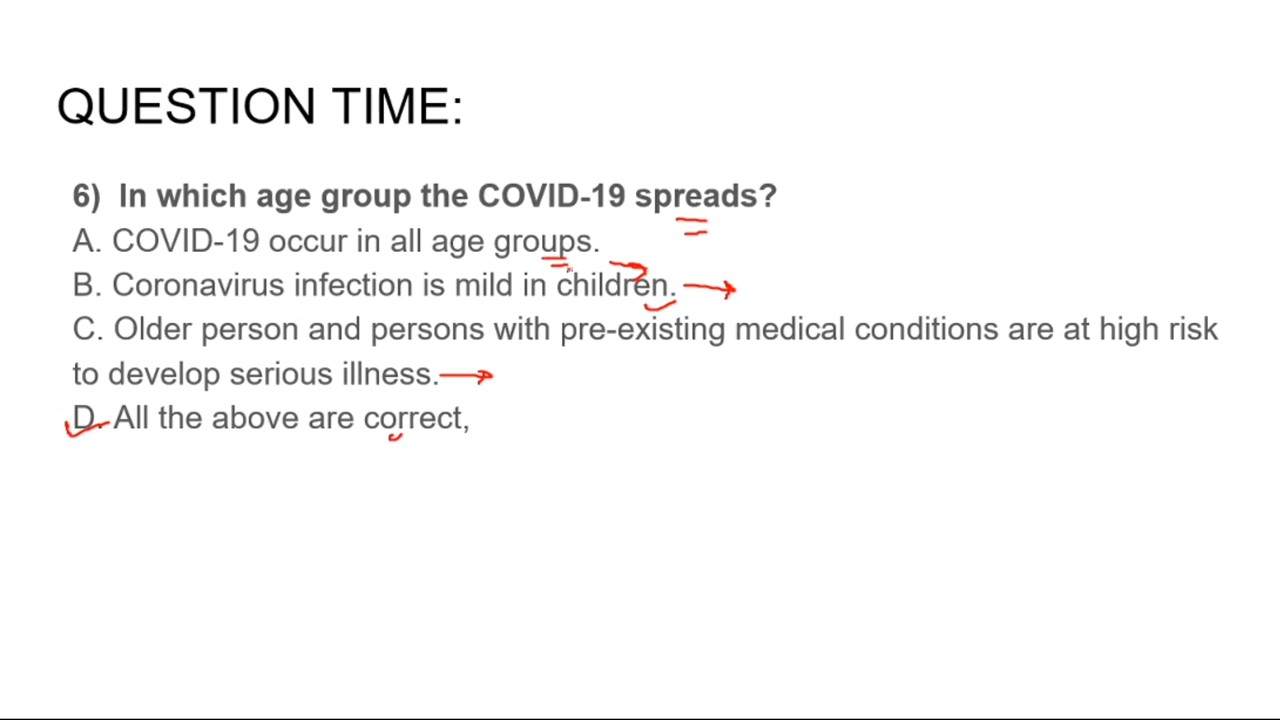 QUESTION TIME:
6) In which age group the COVID-19 spreads?
A. COVID-19 occur in all age groups.
B. Coronavirus infection is mild in children.
C. Older person and persons with pre-existing medical conditions are at high risk
to develop serious illness.
D. All the above are correct,